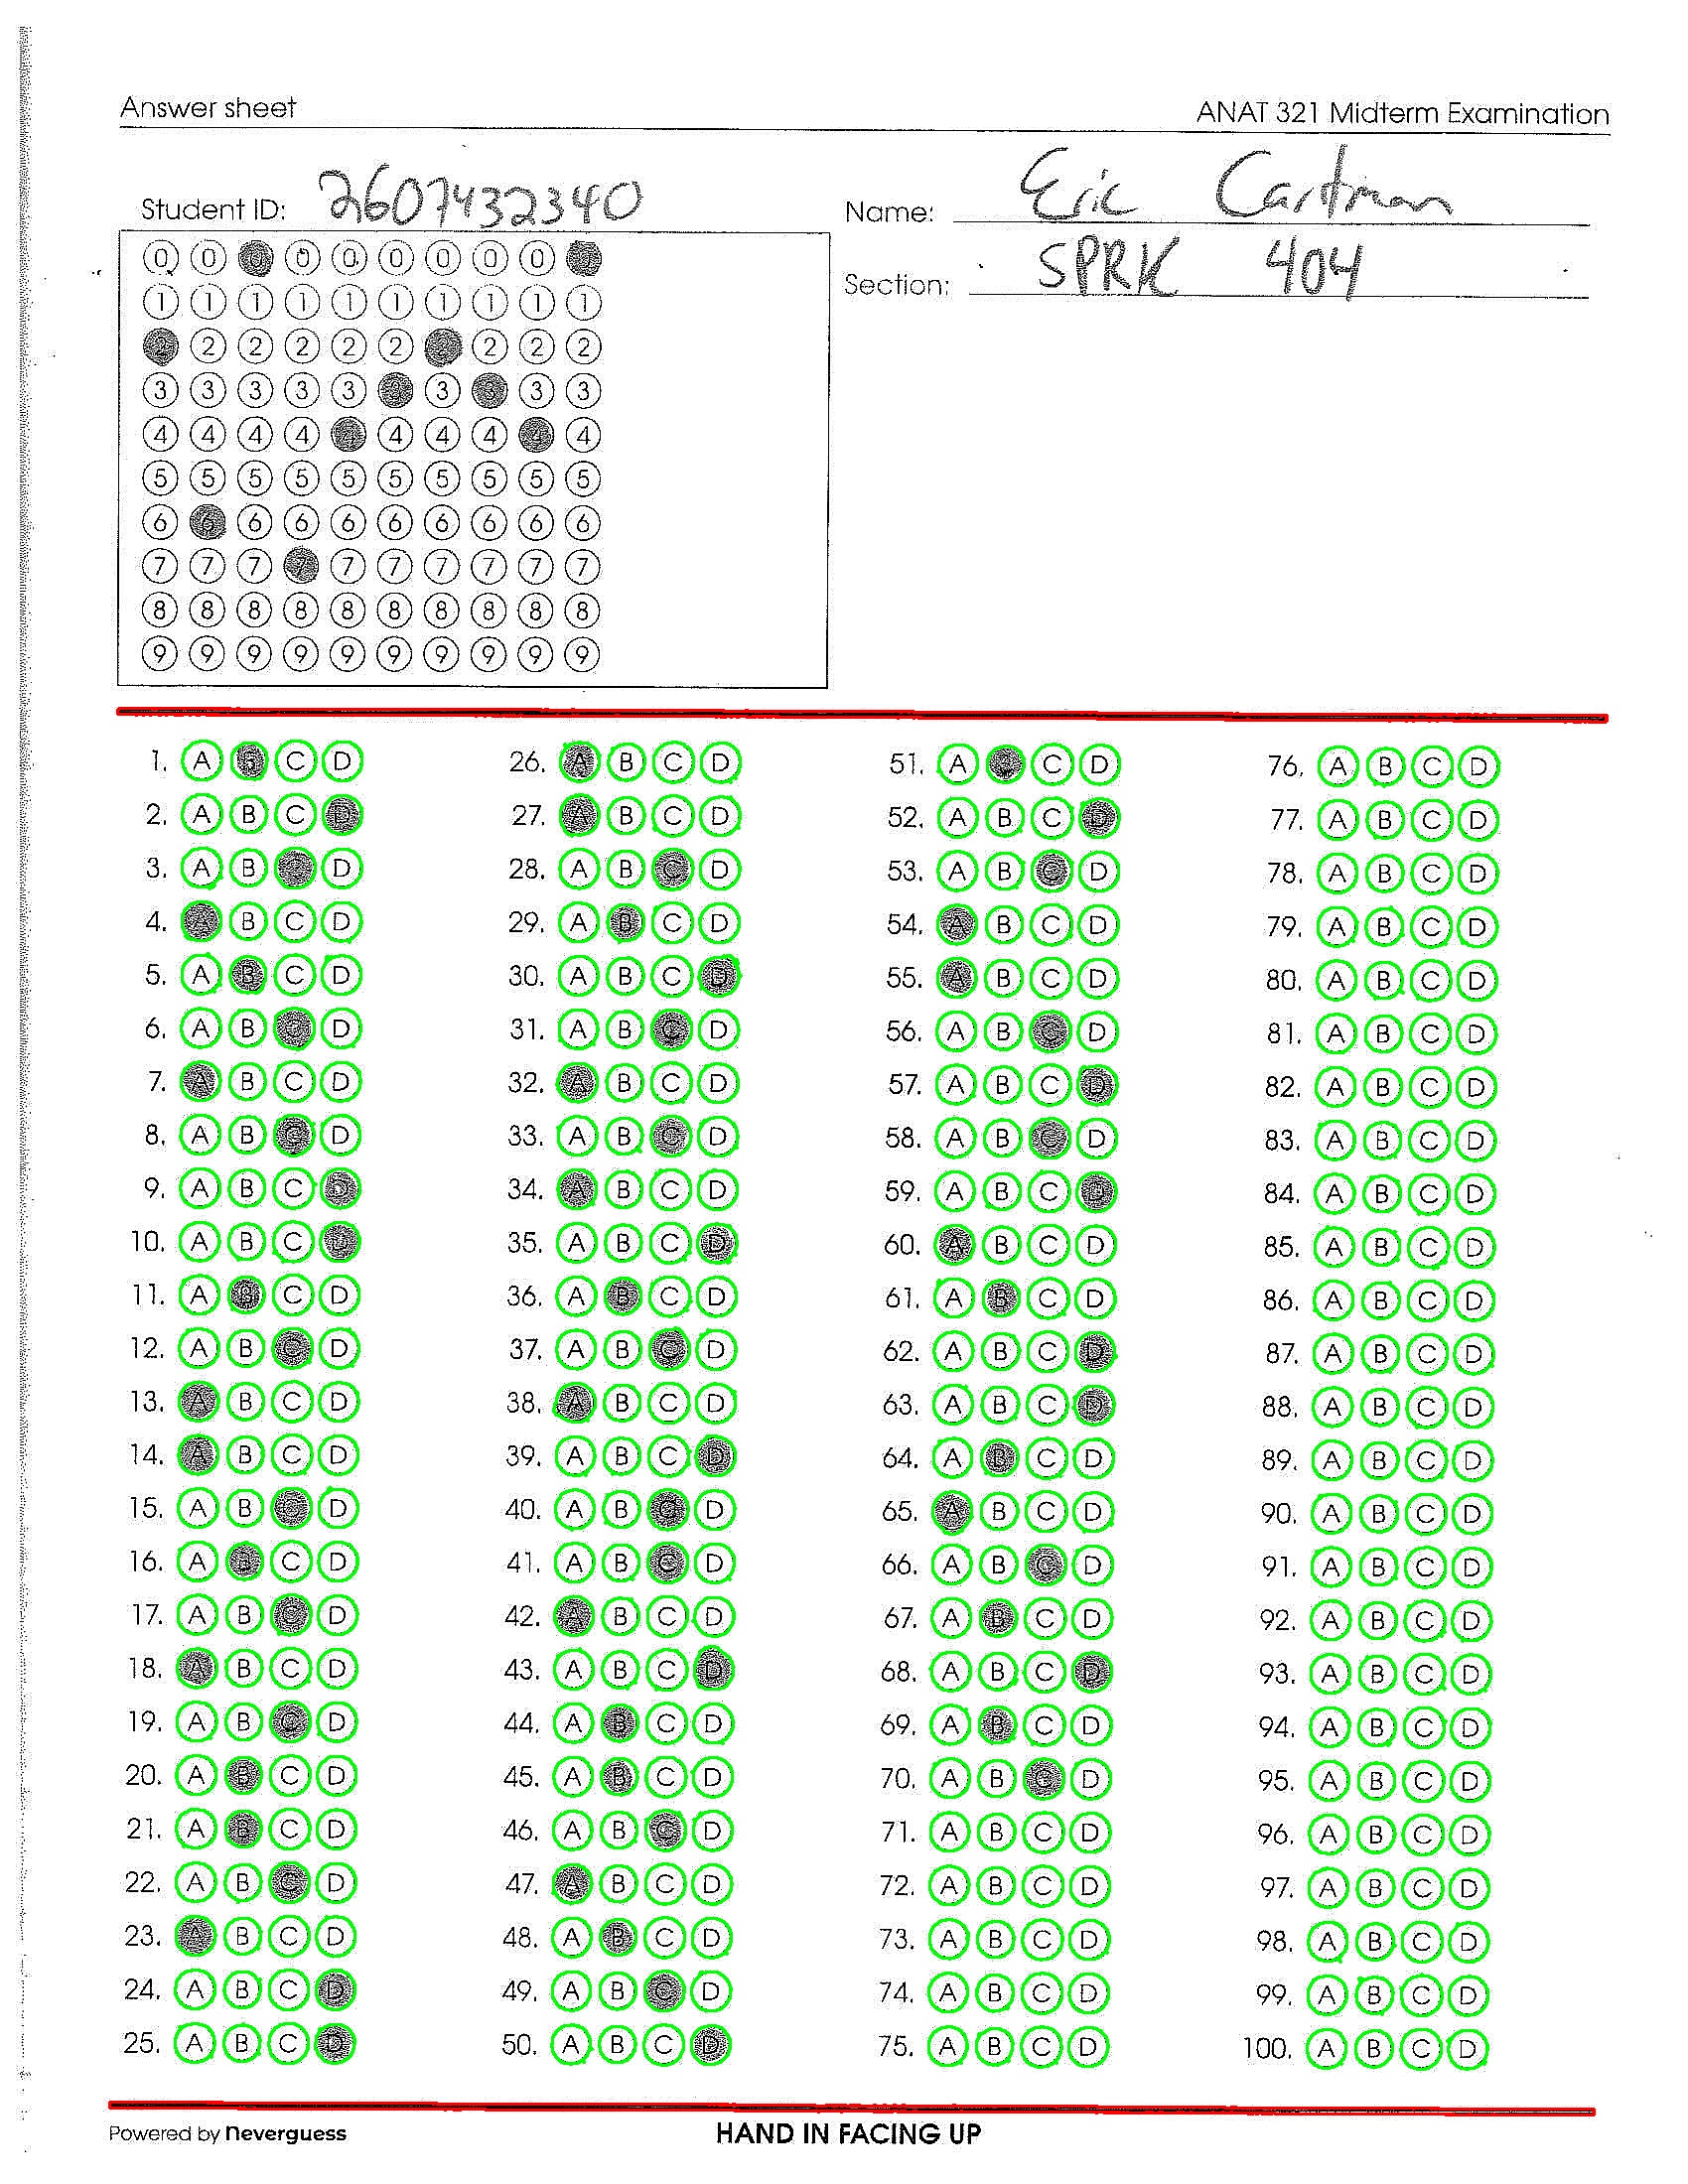 Answer sheet ANAT 321 Midterm Examination
Student ID: 2607432340 Name: Eric Cartman
Section: SPRK 404
0 0 0 0 0 0 0 0 0 0
1 1 1 1 1 1 1 1 1 1
2 2 2 2 2 2 2 2 2 2
3 3 3 3 3 3 3 3 3 3
4 4 4 4 4 4 4 4 4 4
5 5 5 5 5 5 5 5 5 5
6 6 6 6 6 6 6 6 6 6
7 7 7 7 7 7 7 7 7 7
8 8 8 8 8 8 8 8 8 8
9 9 9 9 9 9 9 9 9 9
1. A B C D 26. A B C D 51. A B C D 76. A B C D
2. A B C D 27. A B C D 52. A B C D 77. A B C D
3. A B C D 28. A B C D 53. A B C D 78. A B C D
4. A B C D 29. A B C D 54. A B C D 79. A B C D
5. A B C D 30. A B C D 55. A B C D 80. A B C D
6. A B C D 31. A B C D 56. A B C D 81. A B C D
7. A B C D 32. A B C D 57. A B C D 82. A B C D
8. A B C D 33. A B C D 58. A B C D 83. A B C D
9. A B C D 34. A B C D 59. A B C D 84. A B C D
10. A B C D 35. A B C D 60. A B C D 85. A B C D
11. A B C D 36. A B C D 61. A B C D 86. A B C D
12. A B C D 37. A B C D 62. A B C D 87. A B C D
13. A B C D 38. A B C D 63. A B C D 88. A B C D
14. A B C D 39. A B C D 64. A B C D 89. A B C D
15. A B C D 40. A B C D 65. A B C D 90. A B C D
16. A B C D 41. A B C D 66. A B C D 91. A B C D
17. A B C D 42. A B C D 67. A B C D 92. A B C D
18. A B C D 43. A B C D 68. A B C D 93. A B C D
19. A B C D 44. A B C D 69. A B C D 94. A B C D
20. A B C D 45. A B C D 70. A B C D 95. A B C D
21. A B C D 46. A B C D 71. A B C D 96. A B C D
22. A B C D 47. A B C D 72. A B C D 97. A B C D
23. A B C D 48. A B C D 73. A B C D 98. A B C D
24. A B C D 49. A B C D 74. A B C D 99. A B C D
25. A B C D 50. A B C D 75. A B C D 100. A B C D
Powered by neverguess HAND IN FACING UP